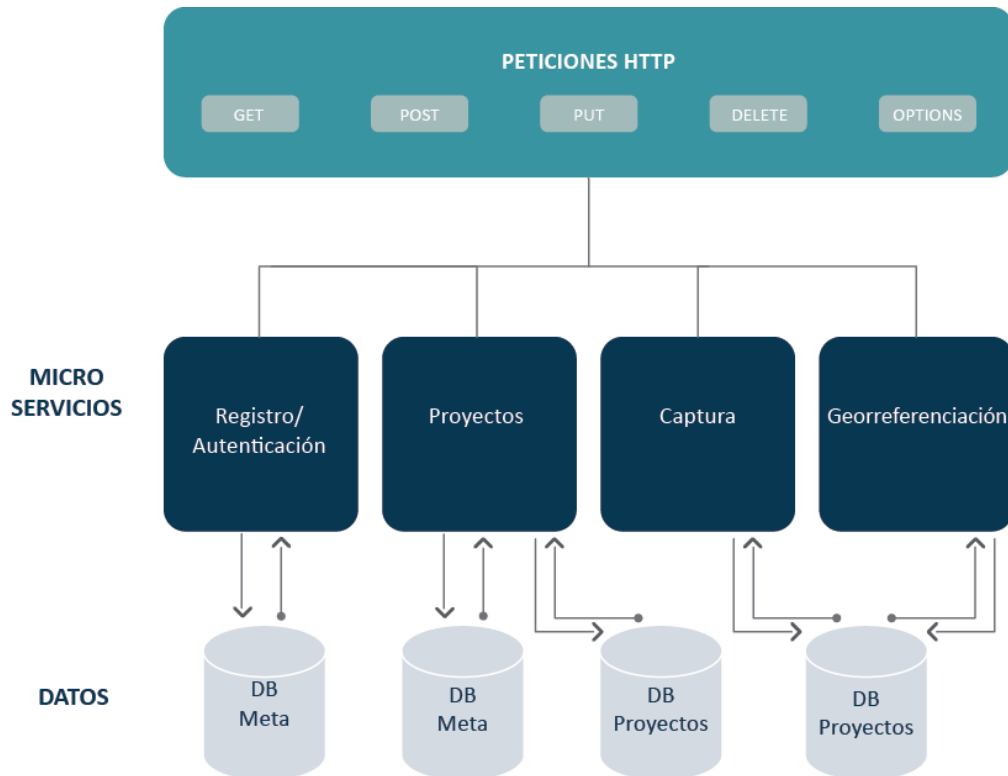 PETICIONES HTTP
GET
POST
PUT
DELETE
OPTIONS
MICRO
SERVICIOS
Registro/
Autenticación
Proyectos
Captura
Georreferenciación
DATOS
DB
Meta
DB
Meta
DB
Proyectos
DB
Proyectos